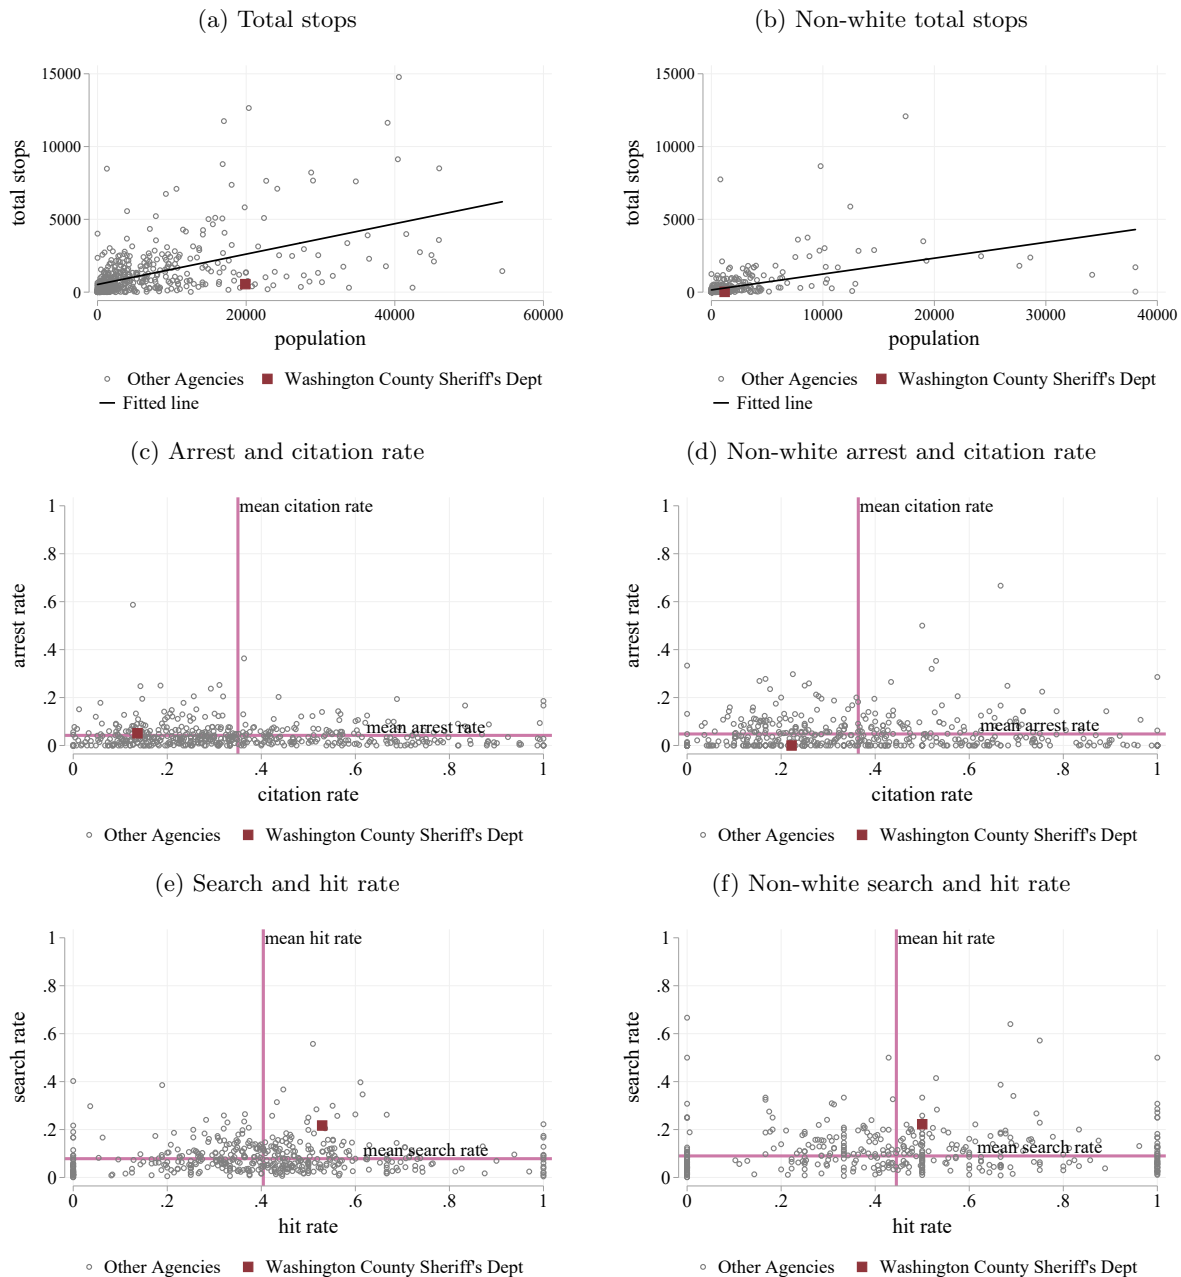 (a) Total stops
(b) Non-white total stops
total stops
15000
10000
5000
0
0 20000 40000 60000
population
Other Agencies Washington County Sheriff's Dept
Fitted line
total stops
15000
10000
5000
0
0 10000 20000 30000 40000
population
Other Agencies Washington County Sheriff's Dept
Fitted line
(c) Arrest and citation rate
(d) Non-white arrest and citation rate
arrest rate
1
.8
.6
.4
.2
0
mean citation rate
mean arrest rate
0 .2 .4 .6 .8 1
citation rate
Other Agencies Washington County Sheriff's Dept
arrest rate
1
.8
.6
.4
.2
0
mean citation rate
mean arrest rate
0 .2 .4 .6 .8 1
citation rate
Other Agencies Washington County Sheriff's Dept
(e) Search and hit rate
(f) Non-white search and hit rate
search rate
1
.8
.6
.4
.2
0
mean hit rate
mean search rate
0 .2 .4 .6 .8 1
hit rate
Other Agencies Washington County Sheriff's Dept
search rate
1
.8
.6
.4
.2
0
mean hit rate
mean search rate
0 .2 .4 .6 .8 1
hit rate
Other Agencies Washington County Sheriff's Dept